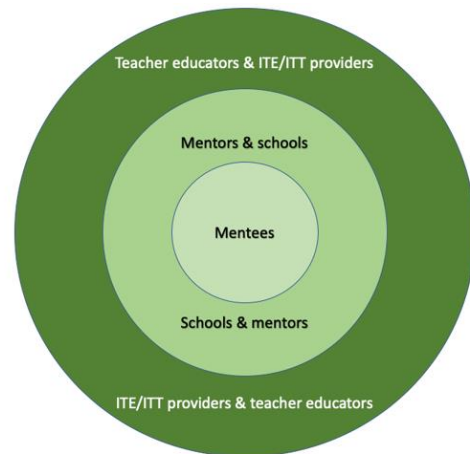 Teacher educators & ITE/ITT providers
Mentors & schools
Mentees
Schools & mentors
ITE/ITT providers & teacher educators